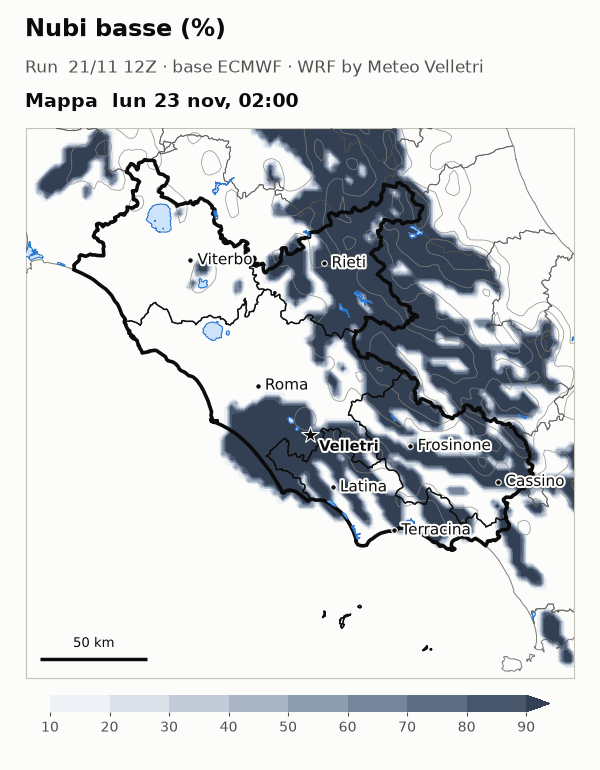 Nubi basse (%)
Run 21/11 12Z · base ECMWF · WRF by Meteo Velletri
Mappa lun 23 nov, 02:00
Viterbo
Rieti
Roma
Velletri
Frosinone
Cassino
Latina
Terracina
50 km
10 20 30 40 50 60 70 80 90